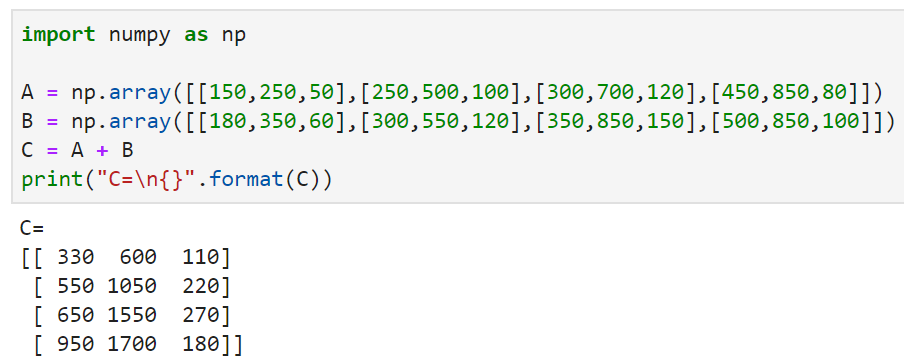 import numpy as np
A = np.array([[150,250,50],[250,500,100],[300,700,120],[450,850,80]])
B = np.array([[180,350,60],[300,550,120],[350,850,150],[500,850,100]])
C = A + B
print("C=\n{}".format(C))
C=
[[ 330  600  110]
 [ 550 1050  220]
 [ 650 1550  270]
 [ 950 1700  180]]